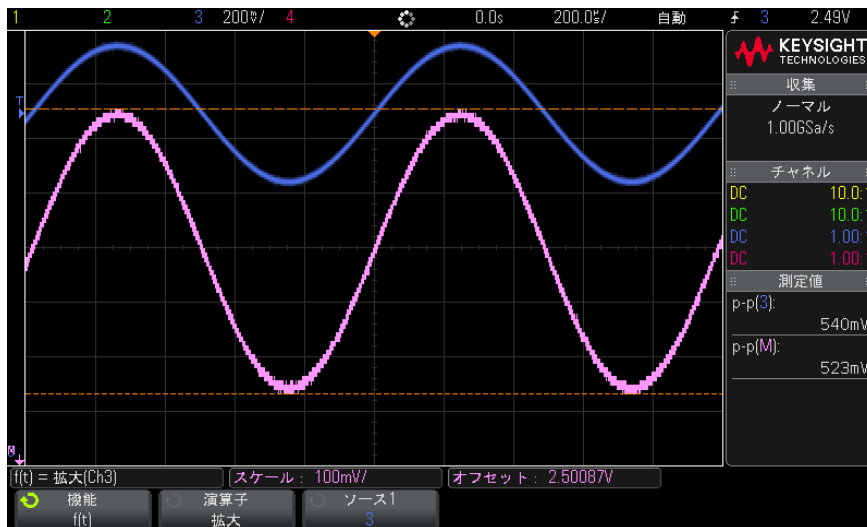 1 2 3 200㎷/ 4 0.0s 200.0㎲/ 自動 3 2.49V
KEYSIGHT
TECHNOLOGIES
収集
ノーマル
1.00GSa/s
チャネル
DC 10.0:1
DC 10.0:1
DC 1.00:1
DC 1.00:1
測定値
p-p(3):
540mV
p-p(M):
523mV
T
M
f(t) = 拡大(Ch3) スケール: 100mV/ オフセット: 2.50087V
機能 演算子 ソース1
f(t) 拡大 3